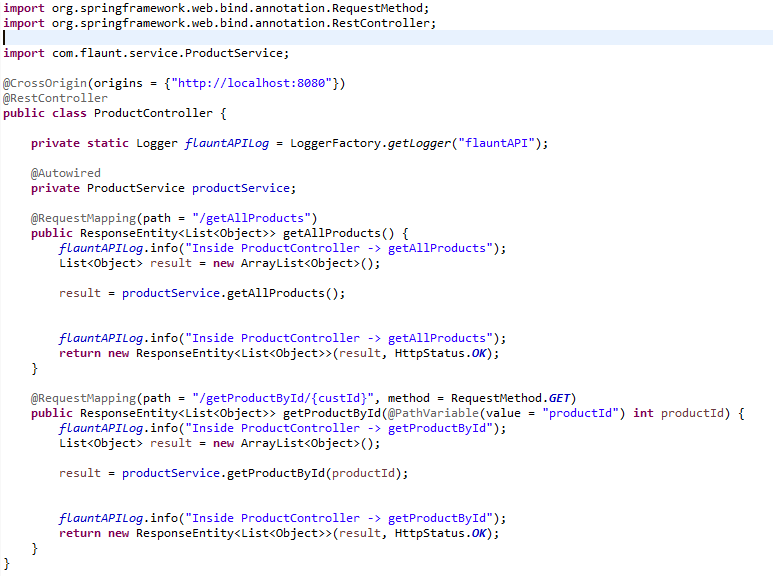 import org.springframework.web.bind.annotation.RequestMethod;
import org.springframework.web.bind.annotation.RestController;
import com.flaunt.service.ProductService;
@CrossOrigin(origins = {"http://localhost:8080"})
@RestController
public class ProductController {
private static Logger flauntAPILog = LoggerFactory.getLogger("flauntAPI");
@Autowired
private ProductService productService;
@RequestMapping(path = "/getAllProducts")
public ResponseEntity<List<Object>> getAllProducts() {
flauntAPILog.info("Inside ProductController -> getAllProducts");
List<Object> result = new ArrayList<Object>();
result = productService.getAllProducts();
flauntAPILog.info("Inside ProductController -> getAllProducts");
return new ResponseEntity<List<Object>>(result, HttpStatus.OK);
}
@RequestMapping(path = "/getProductById/{custId}", method = RequestMethod.GET)
public ResponseEntity<List<Object>> getProductById(@PathVariable(value = "productId") int productId) {
flauntAPILog.info("Inside ProductController -> getProductById");
List<Object> result = new ArrayList<Object>();
result = productService.getProductById(productId);
flauntAPILog.info("Inside ProductController -> getProductById");
return new ResponseEntity<List<Object>>(result, HttpStatus.OK);
}
}